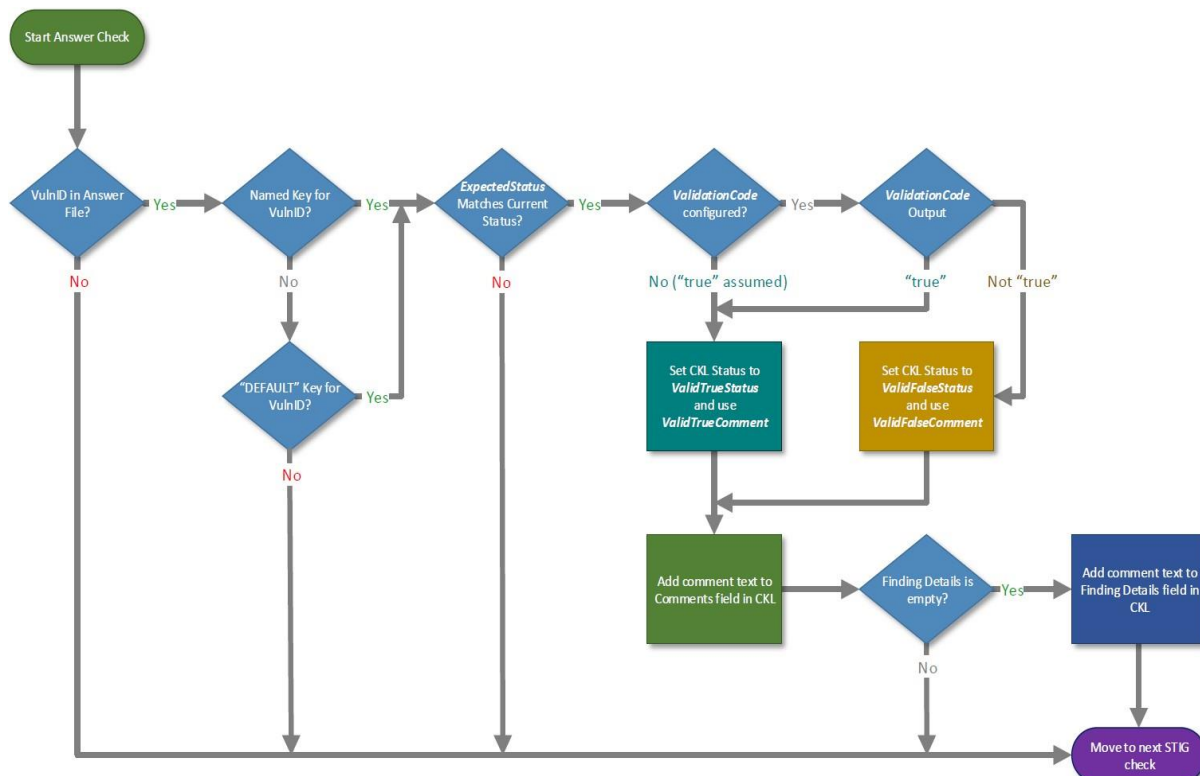 Start Answer Check
VulnID in Answer
File?
Yes
Named Key for
VulnID?
Yes
ExpectedStatus
Matches Current
Status?
Yes
ValidationCode
configured?
Yes
ValidationCode
Output
No
No
No
No (“true” assumed)
“true”
Not “true”
“DEFAULT” Key for
VulnID?
Yes
Set CKL Status to
ValidTrueStatus
and use
ValidTrueComment
Set CKL Status to
ValidFalseStatus
and use
ValidFalseComment
No
Add comment text to
Comments field in CKL
Finding Details is
empty?
Yes
Add comment text to
Finding Details field in
CKL
No
Move to next STIG
check